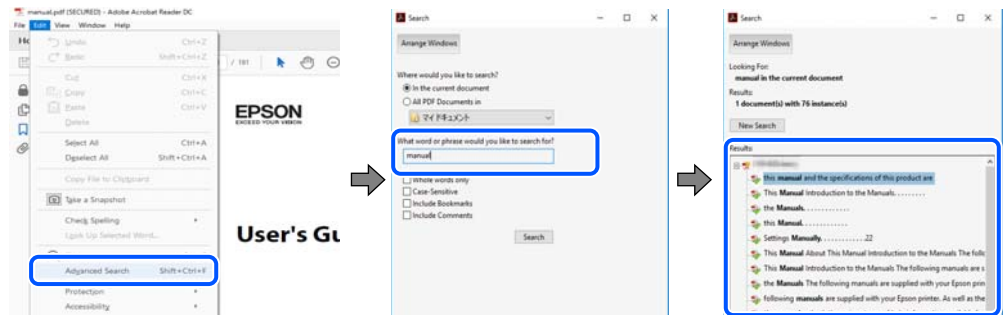 manual.pdf (SECURED) - Adobe Acrobat Reader DC
File Edit View Window Help
Undo Ctrl+Z
Redo Shift+Ctrl+Z
Cut Ctrl+X
Copy Ctrl+C
Paste Ctrl+V
Delete
Select All Ctrl+A
Deselect All Shift+Ctrl+A
Copy File to Clipboard
Take a Snapshot
Check Spelling
Look Up Selected Word...
Advanced Search Shift+Ctrl+F
Protection
Accessibility
/ 191
EPSON
EXCEED YOUR VISION
User's Gu
Search
Arrange Windows
Where would you like to search?
In the current document
All PDF Documents in
マイ ドキュメント
What word or phrase would you like to search for?
manual
Whole words only
Case-Sensitive
Include Bookmarks
Include Comments
Search
Search
Arrange Windows
Looking For:
manual in the current document
Results:
1 document(s) with 76 instance(s)
New Search
Results:
this manual and the specifications of this product are
This Manual Introduction to the Manuals. . . . . . . . .
the Manuals. . . . . . . . . . . . .
this Manual. . . . . . . . . . . . .
Settings Manually. . . . . . . . . . . . .22
This Manual About This Manual Introduction to the Manuals The follo
This Manual Introduction to the Manuals The following manuals are s
the Manuals The following manuals are supplied with your Epson prin
following manuals are supplied with your Epson printer. As well as the